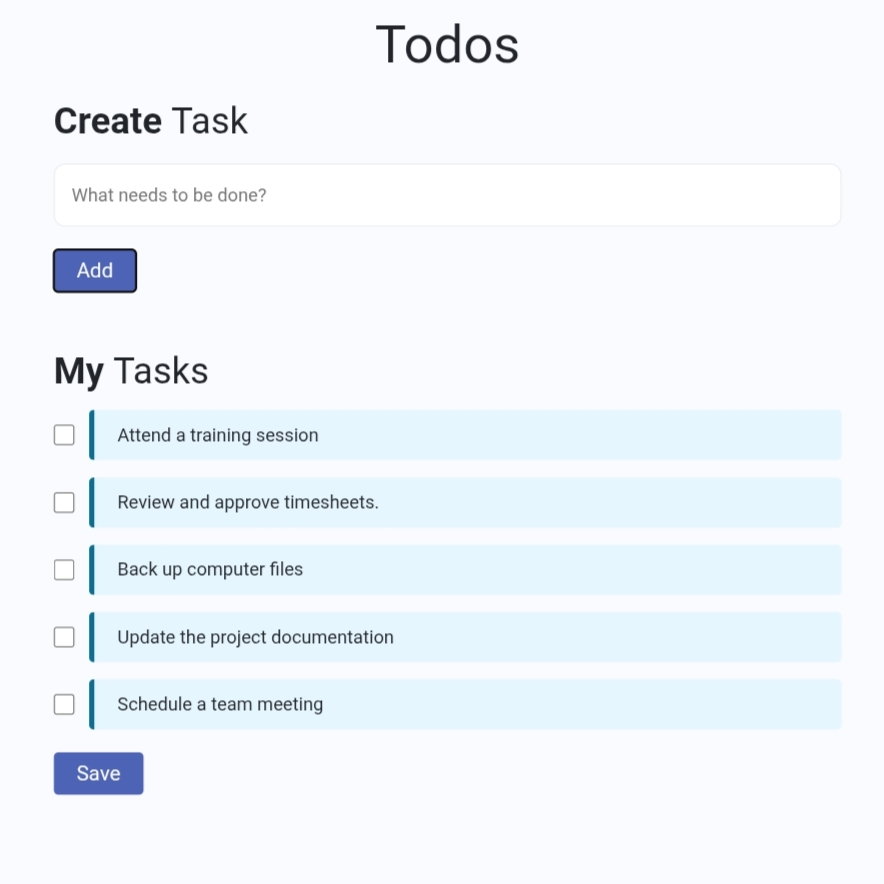 Todos
Create Task
What needs to be done?
Add
My Tasks
Attend a training session
Review and approve timesheets.
Back up computer files
Update the project documentation
Schedule a team meeting
Save